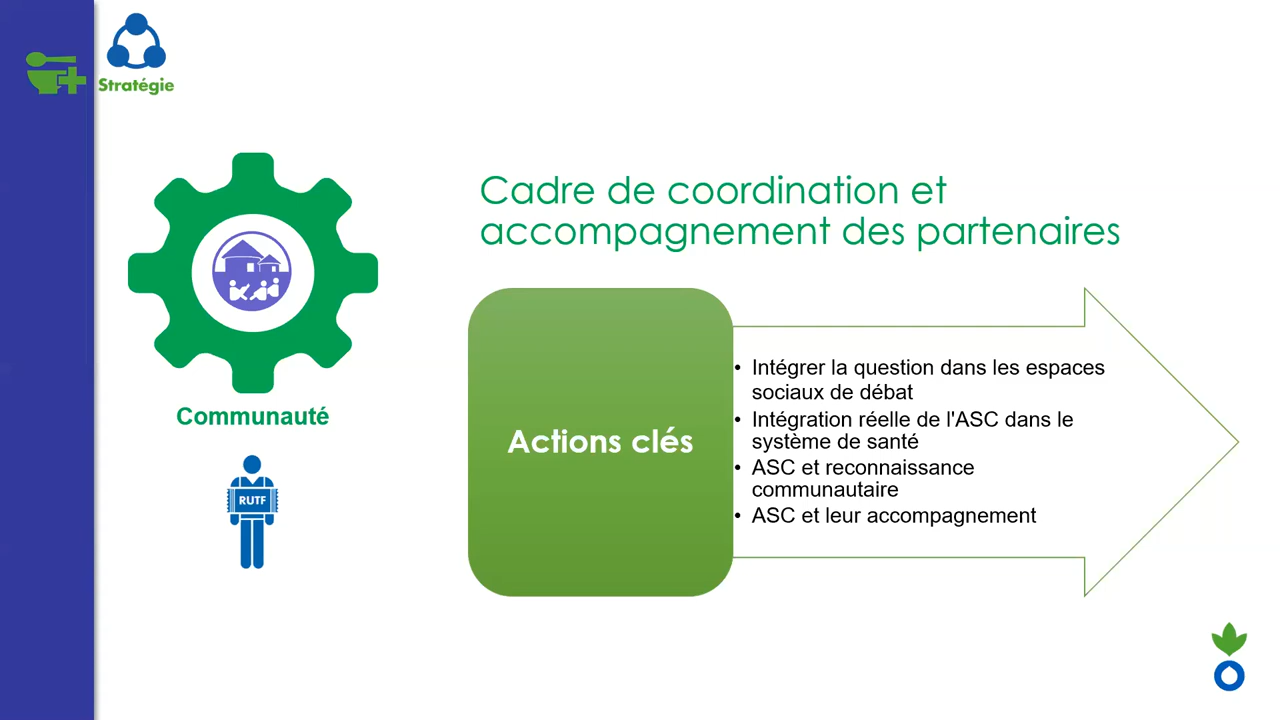 Stratégie
Cadre de coordination et
accompagnement des partenaires
Communauté
RUTF
Actions clés
• Intégrer la question dans les espaces
sociaux de débat
• Intégration réelle de l'ASC dans le
système de santé
• ASC et reconnaissance
communautaire
• ASC et leur accompagnement